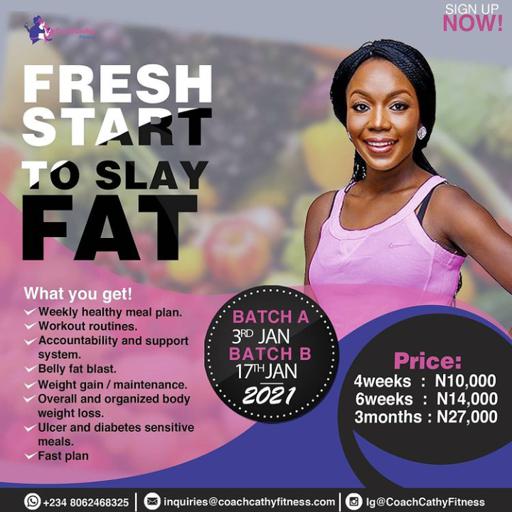 SIGN UP
NOW!
FRESH
START
TO SLAY
FAT
What you get!
Weekly healthy meal plan.
Workout routines.
Accountability and support
system.
Belly fat blast.
Weight gain / maintenance.
Overall and organized body
weight loss.
Ulcer and diabetes sensitive
meals.
Fast plan
BATCH A
3RD JAN
BATCH B
17TH JAN
2021
Price:
4weeks : N10,000
6weeks : N14,000
3months : N27,000
+234 8062468325 | inquiries@coachcathyfitness.com | Ig@CoachCathyFitness